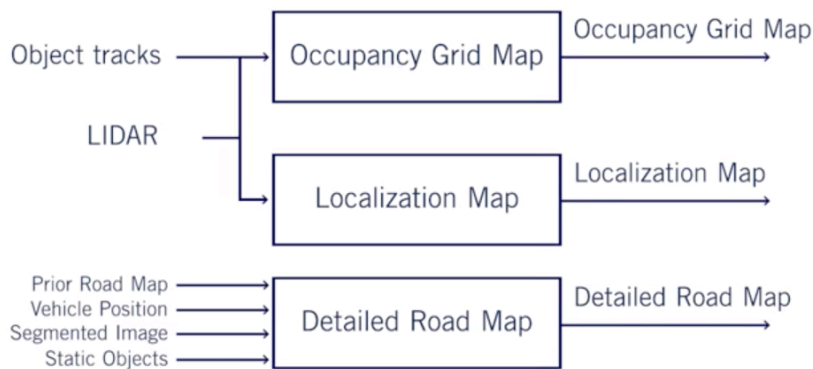 Object tracks
Occupancy Grid Map
Occupancy Grid Map
LIDAR
Localization Map
Localization Map
Prior Road Map
Vehicle Position
Segmented Image
Static Objects
Detailed Road Map
Detailed Road Map